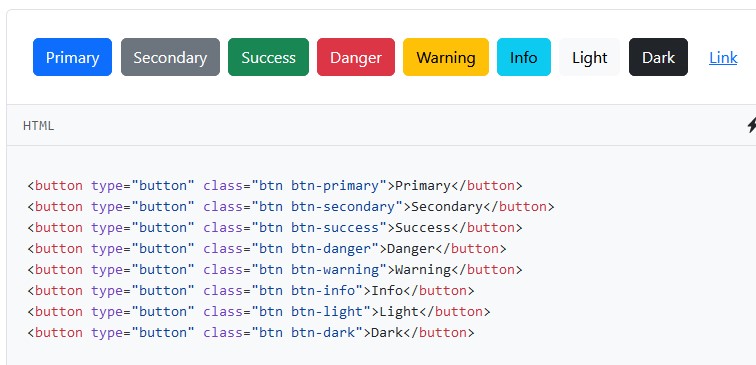 Primary Secondary Success Danger Warning Info Light Dark Link
HTML
<button type="button" class="btn btn-primary">Primary</button>
<button type="button" class="btn btn-secondary">Secondary</button>
<button type="button" class="btn btn-success">Success</button>
<button type="button" class="btn btn-danger">Danger</button>
<button type="button" class="btn btn-warning">Warning</button>
<button type="button" class="btn btn-info">Info</button>
<button type="button" class="btn btn-light">Light</button>
<button type="button" class="btn btn-dark">Dark</button>